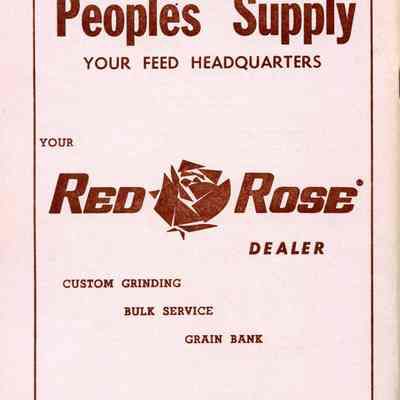 Peoples Supply
YOUR FEED HEADQUARTERS
YOUR
RED ROSE®
DEALER
CUSTOM GRINDING
BULK SERVICE
GRAIN BANK